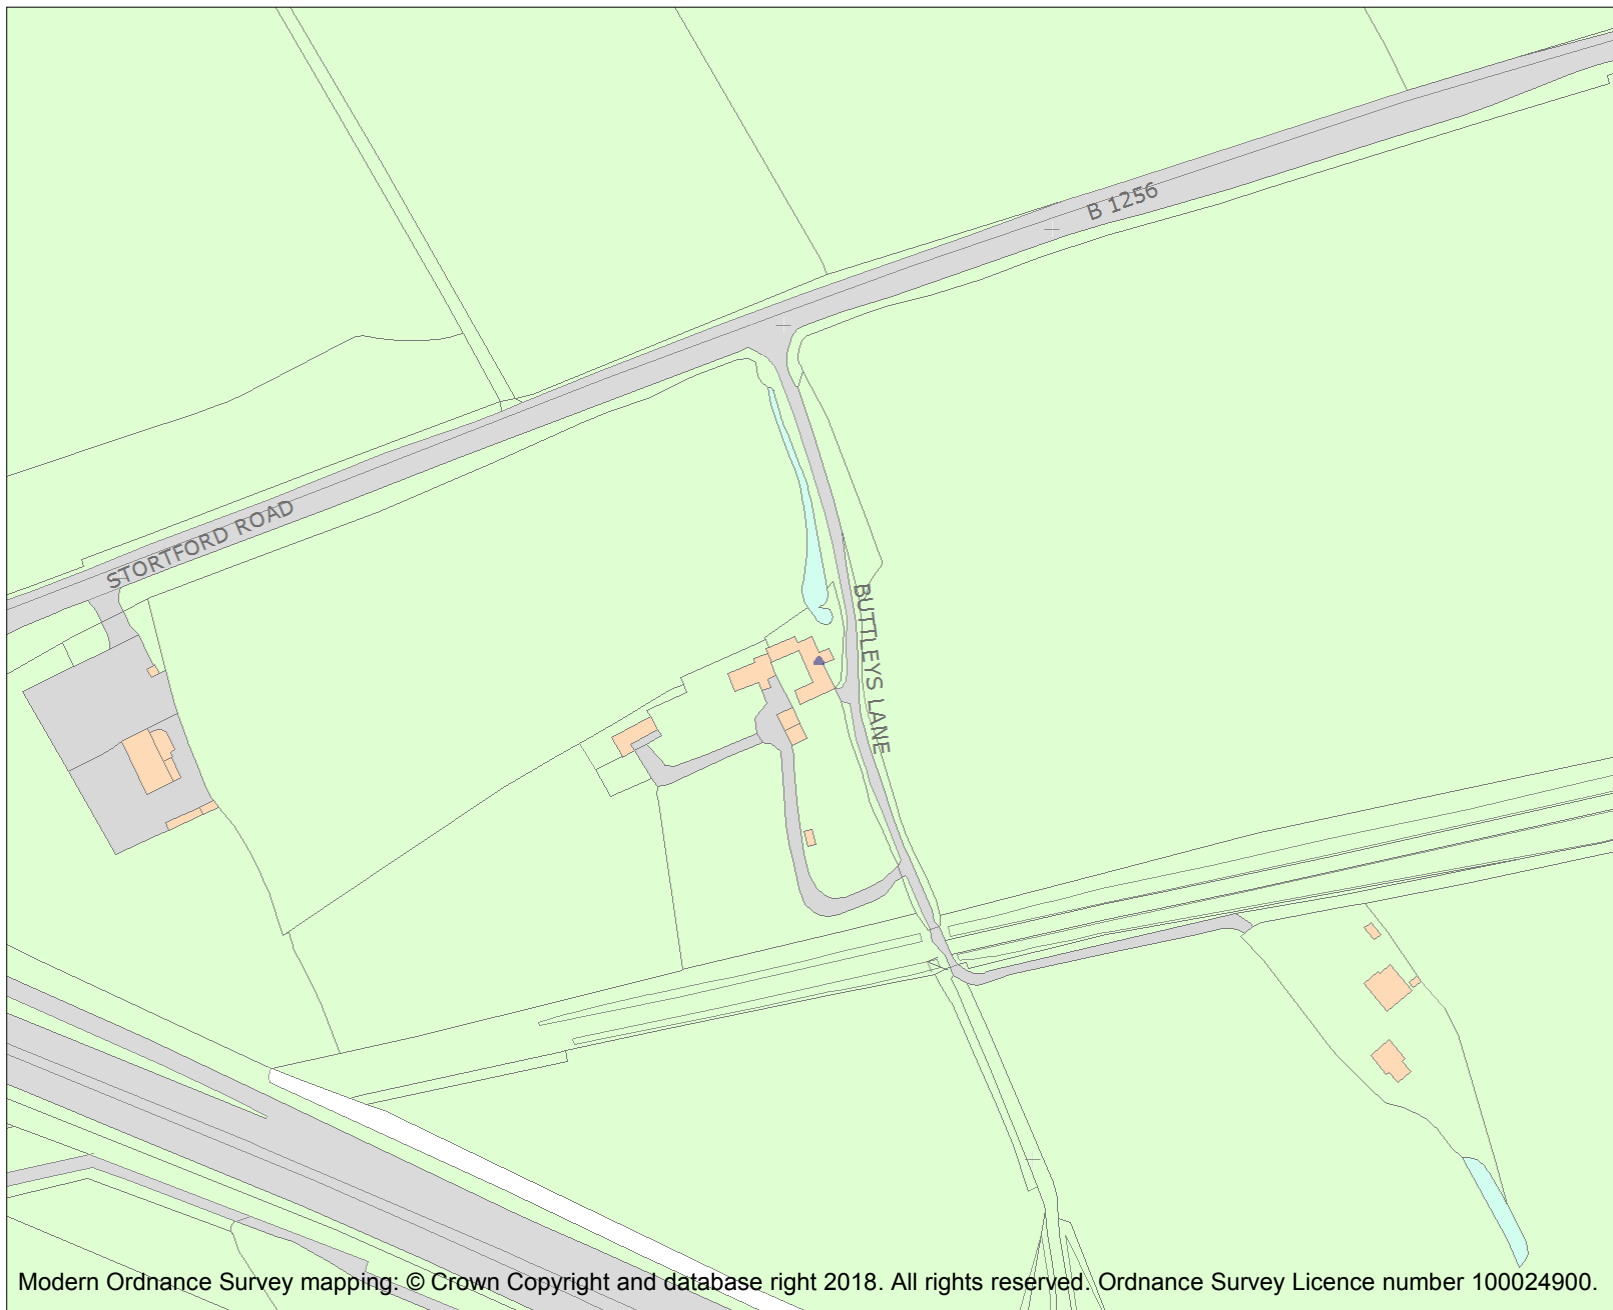 B 1256
STORTFORD ROAD
BUTTLEYS LANE
Modern Ordnance Survey mapping: © Crown Copyright and database right 2018. All rights reserved. Ordnance Survey Licence number 100024900.